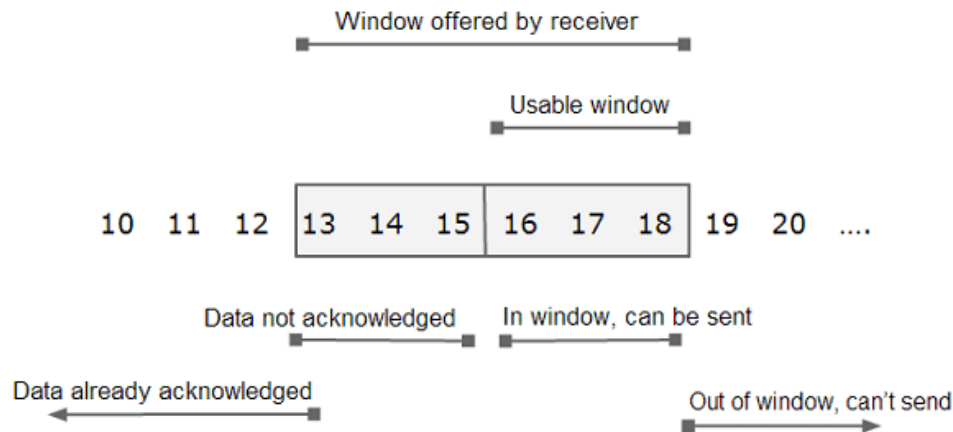 Window offered by receiver
Usable window
10 11 12 13 14 15 16 17 18 19 20 ....
Data not acknowledged
In window, can be sent
Data already acknowledged
Out of window, can't send